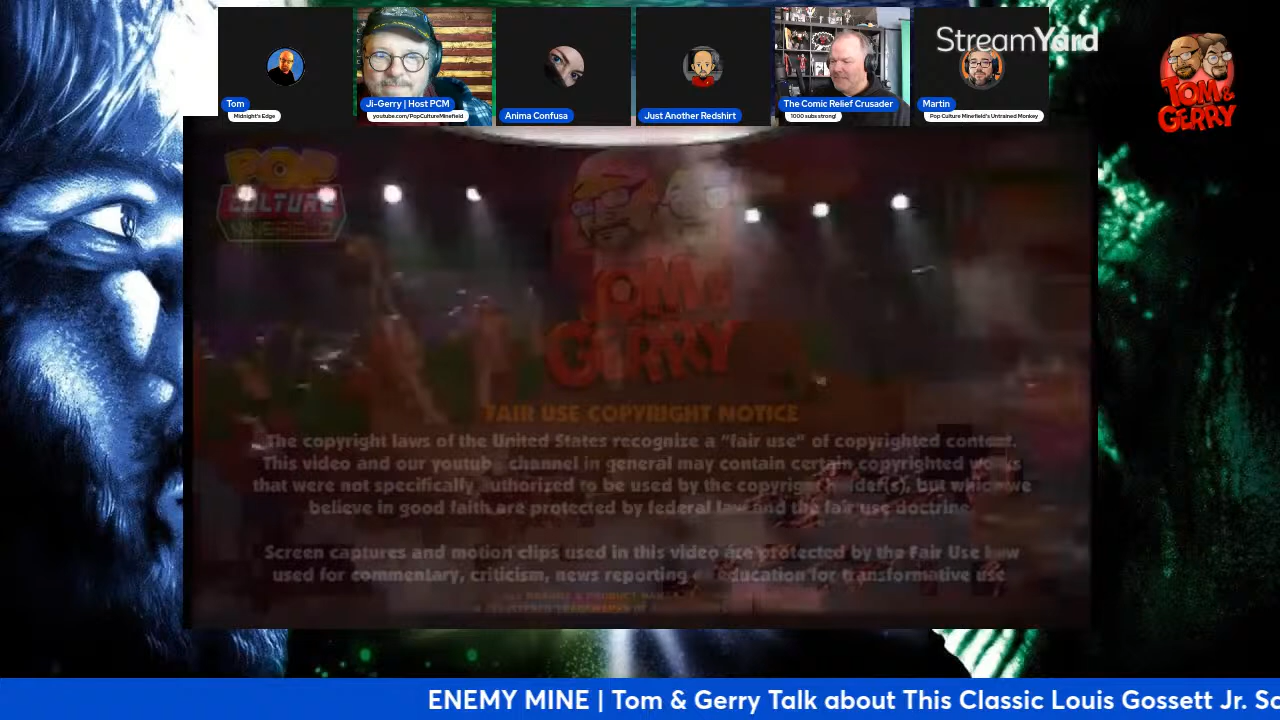 StreamYard
Tom
Midnight's Edge
Ji-Gerry | Host PCM
youtube.com/PopCultureMinefield
Anima Confusa
Just Another Redshirt
The Comic Relief Crusader
1000 subs strong!
Martin
Pop Culture Minefield's Untrained Monkey
TOM &
GERRY
POP
CULTURE
MINEFIELD
TOM &
GERRY
FAIR USE COPYRIGHT NOTICE
The copyright laws of the United States recognize a "fair use" of copyrighted content.
This video and our youtube channel in general may contain certain copyrighted works
that were not specifically authorized to be used by the copyright holder(s), but which we
believe in good faith are protected by federal law and the fair use doctrine
Screen captures and motion clips used in this video are protected by the Fair Use Law
used for commentary, criticism, news reporting education for transformative use
ENEMY MINE | Tom & Gerry Talk about This Classic Louis Gossett Jr.